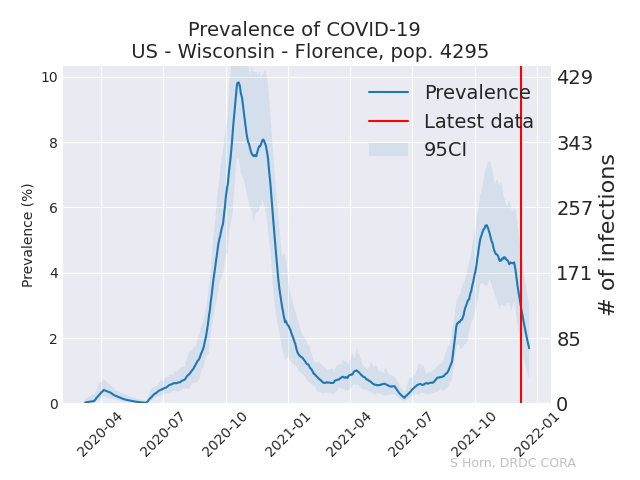 Prevalence of COVID-19
US - Wisconsin - Florence, pop. 4295
10
8
6
4
2
0
Prevalence (%)
Prevalence
Latest data
95CI
429
343
257
171
85
0
# of infections
2020-04
2020-07
2020-10
2021-01
2021-04
2021-07
2021-10
2022-01
S Horn, DRDC CORA